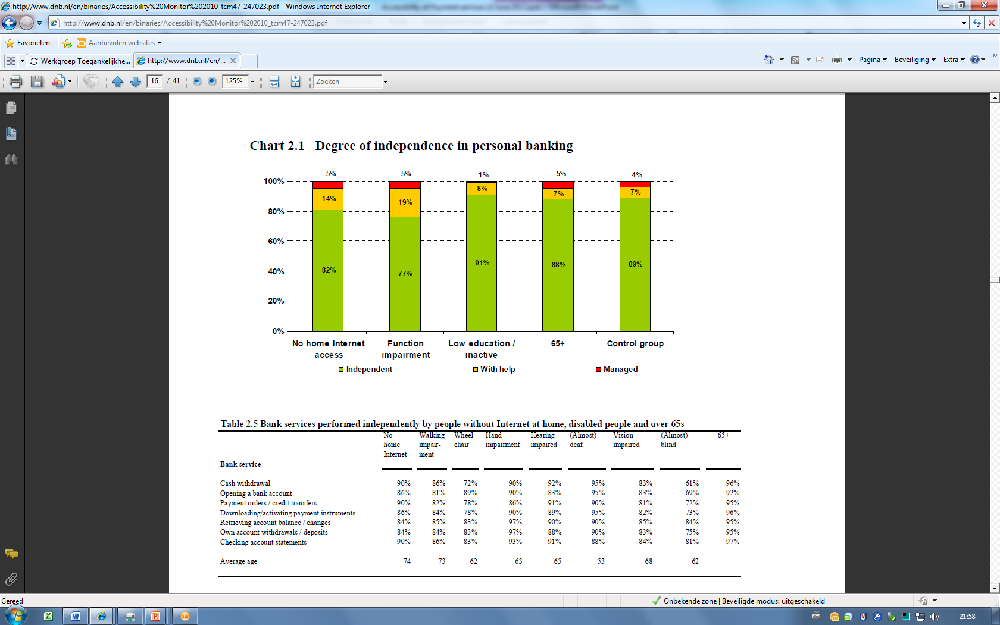 http://www.dnb.nl/en/binaries/Accessibility%20Monitor%202010_tcm47-247023.pdf - Windows Internet Explorer
http://www.dnb.nl/en/binaries/Accessibility%20Monitor%202010_tcm47-247023.pdf
Favorieten Aanbevolen websites
Werkgroep Toegankelijkhe... http://www.dnb.nl/en/... Pagina Beveiliging Extra
16 / 41 125% Zoeken
Chart 2.1 Degree of independence in personal banking
5% 5% 1% 5% 4%
100%
14% 19% 8% 7% 7%
80%
60%
82% 77% 91% 88% 89%
40%
20%
0%
No home Internet Function Low education / 65+ Control group
access impairment inactive
Independent With help Managed
Table 2.5 Bank services performed independently by people without Internet at home, disabled people and over 65s
No Walking Wheel Hand Hearing (Almost) Vision (Almost) 65+
home impair- chair impairment impaired deaf impaired blind
Internet ment
Bank service
Cash withdrawal 90% 86% 72% 90% 92% 95% 83% 61% 96%
Opening a bank account 86% 81% 89% 90% 83% 95% 83% 69% 92%
Payment orders / credit transfers 90% 82% 78% 86% 91% 90% 81% 72% 95%
Downloading/activating payment instruments 86% 84% 78% 90% 89% 95% 82% 73% 96%
Retrieving account balance / changes 84% 85% 83% 97% 90% 90% 85% 84% 95%
Own account withdrawals / deposits 84% 84% 83% 97% 88% 90% 83% 75% 95%
Checking account statements 90% 86% 83% 93% 91% 88% 84% 81% 97%
Average age 74 73 62 63 65 53 68 62
Gereed Onbekende zone | Beveiligde modus: uitgeschakeld
21:58